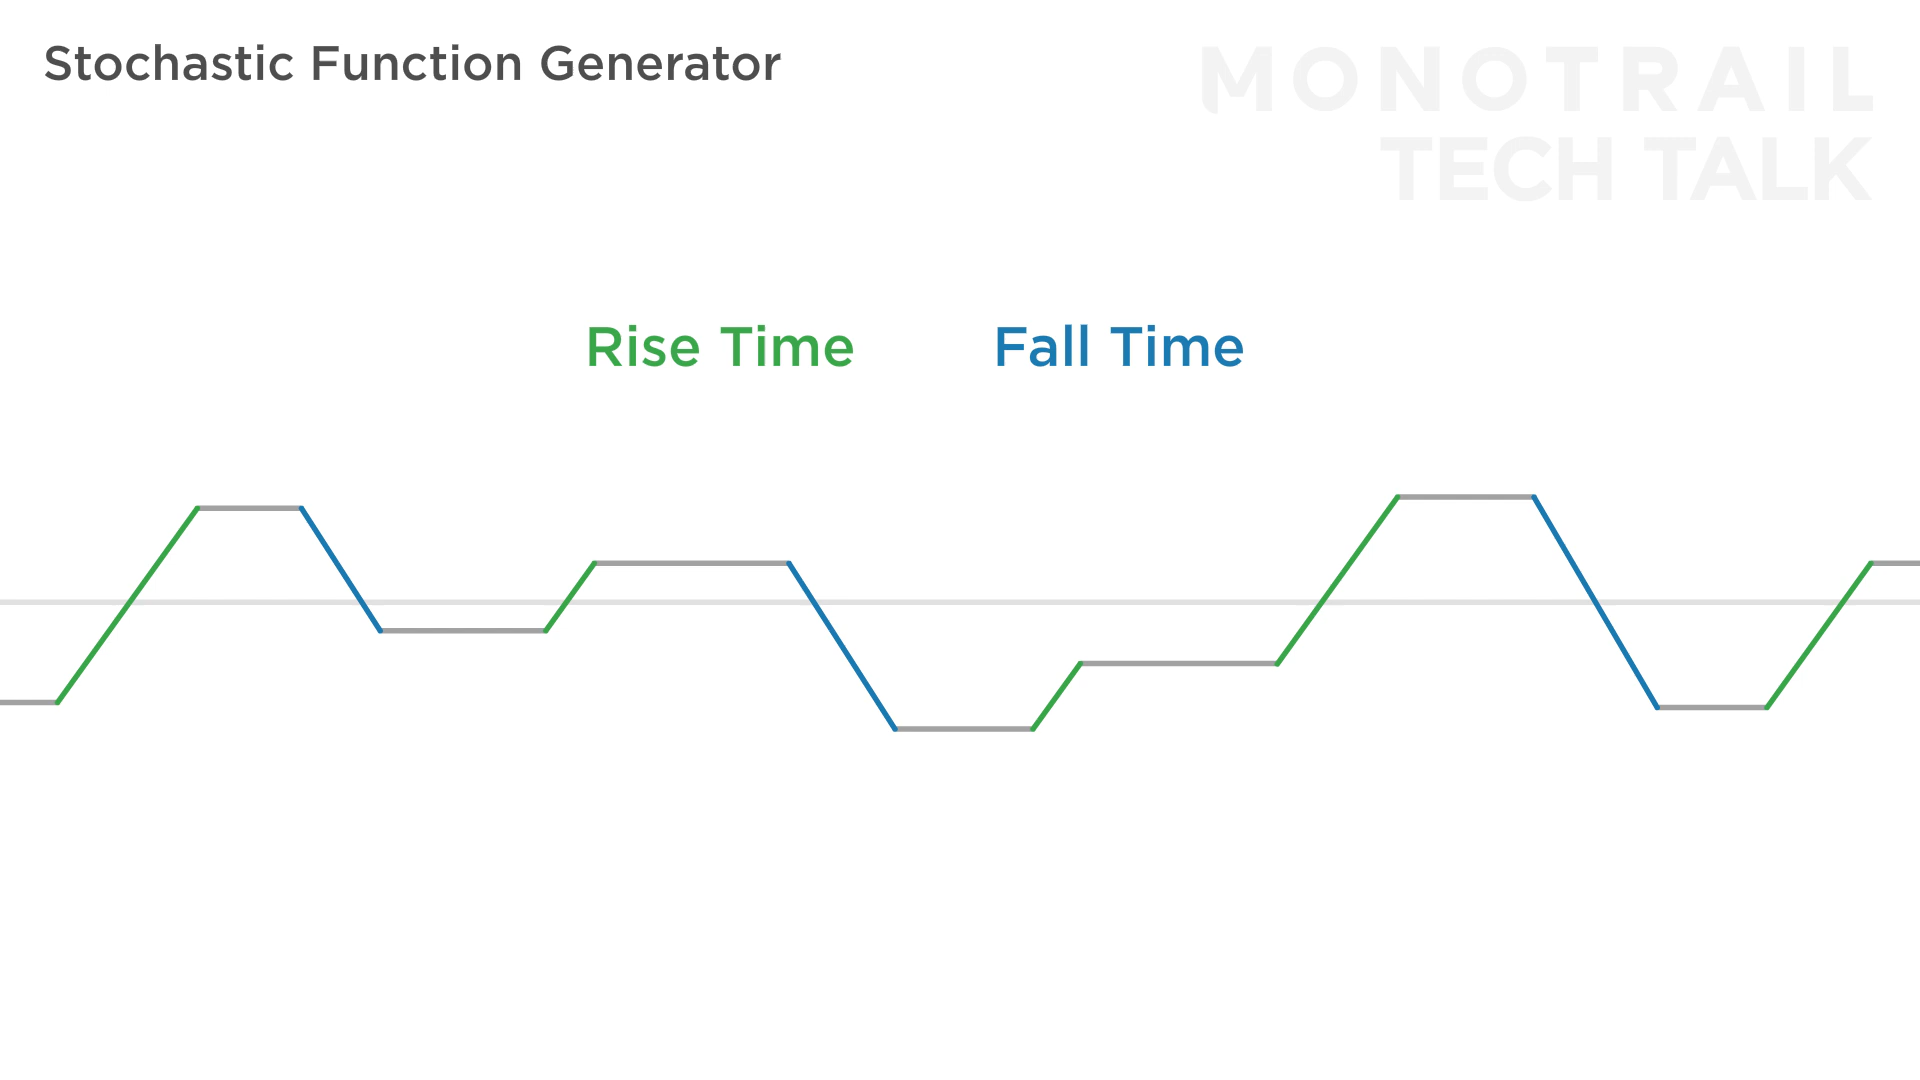 Stochastic Function Generator
MONOTRAIL
TECH TALK
Rise Time
Fall Time